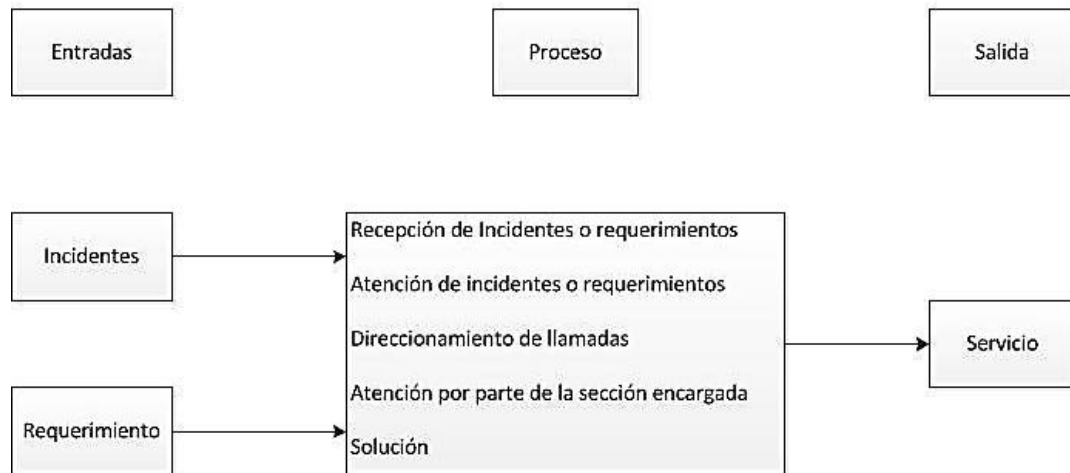 Entradas
Proceso
Salida
Incidentes
Requerimiento
Recepción de Incidentes o requerimientos
Atención de incidentes o requerimientos
Direccionamiento de llamadas
Atención por parte de la sección encargada
Solución
Servicio